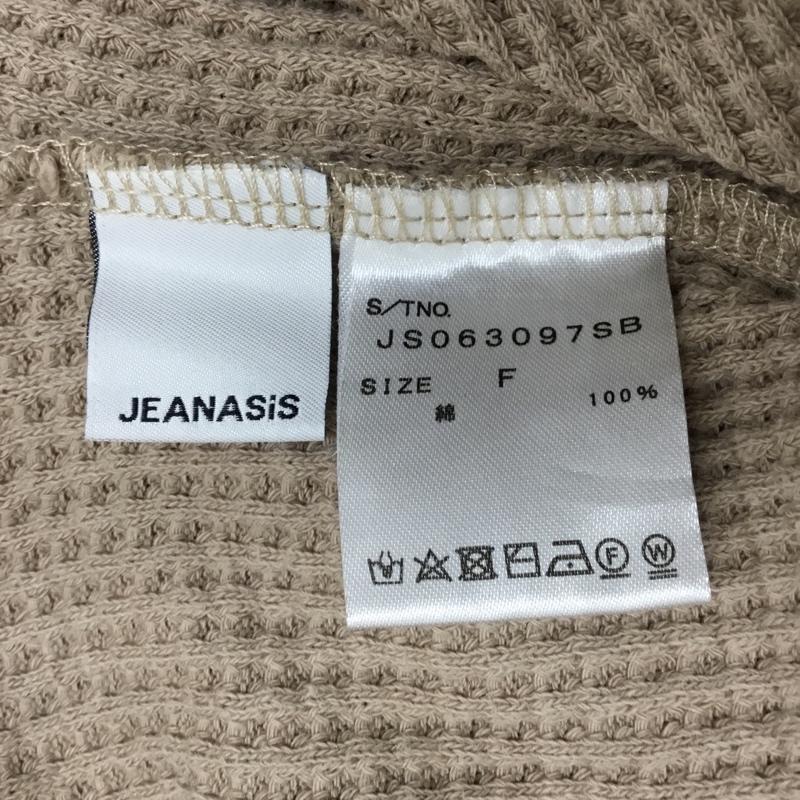 JEANASiS
S/TNO.
JS063097SB
SIZE F
綿 100%
F W